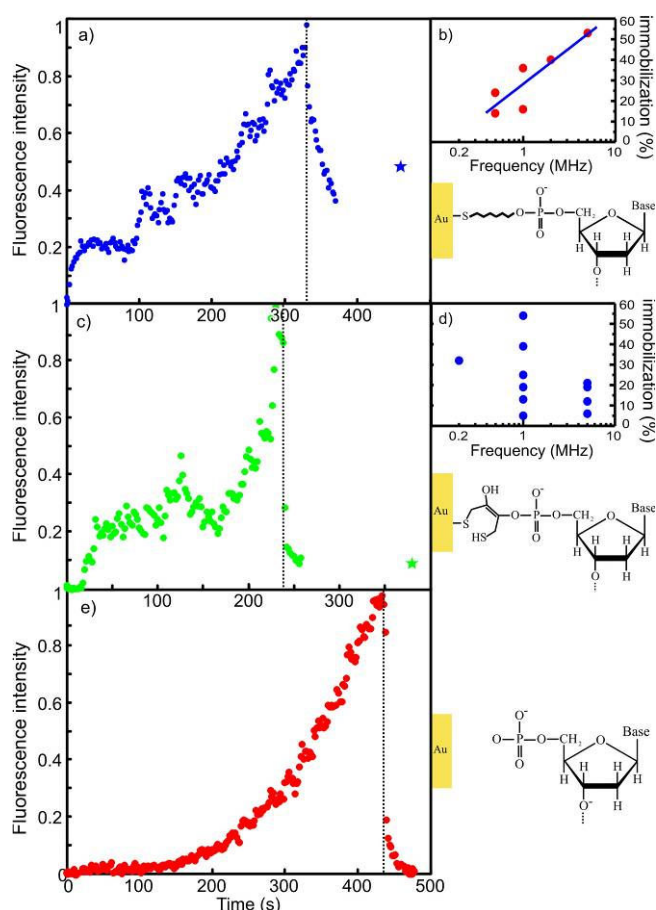 a)
Fluorescence intensity
1
0.8
0.6
0.4
0.2
0
100 200 300 400
b)
60
50
40
30
20
10
0
immobilization (%)
0.2 1 10
Frequency (MHz)
Au
S O P O CH2 O Base
O-
O
H H H H
O
c)
Fluorescence intensity
1
0.8
0.6
0.4
0.2
0
100 200 300 400
d)
60
50
40
30
20
10
0
immobilization (%)
0.2 1 10
Frequency (MHz)
Au
OH
S
HS
O P O CH2 O Base
O-
O
H H H H
O
e)
Fluorescence intensity
1
0.8
0.6
0.4
0.2
0
0 100 200 300 400 500
Time (s)
Au
O-
O P O CH2 O Base
O
H H H H
O-